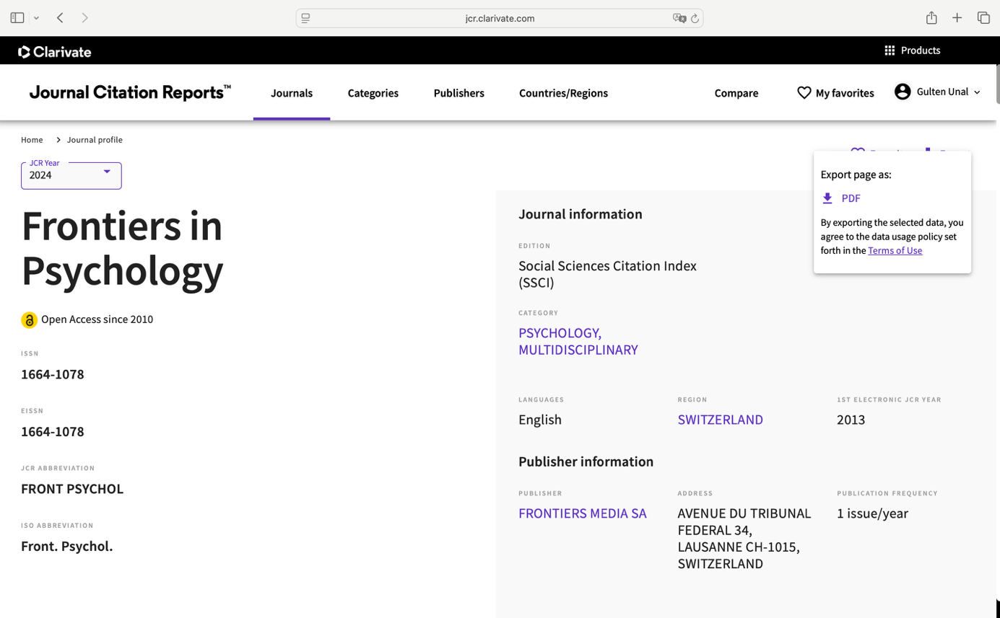 jcr.clarivate.com
Clarivate
Products
Journal Citation Reports™
Journals
Categories
Publishers
Countries/Regions
Compare
My favorites
Gulten Unal
Home
Journal profile
JCR Year
2024
Export page as:
PDF
By exporting the selected data, you
agree to the data usage policy set
forth in the Terms of Use
Frontiers in
Psychology
Open Access since 2010
ISSN
1664-1078
EISSN
1664-1078
JCR ABBREVIATION
FRONT PSYCHOL
ISO ABBREVIATION
Front. Psychol.
Journal information
EDITION
Social Sciences Citation Index
(SSCI)
CATEGORY
PSYCHOLOGY,
MULTIDISCIPLINARY
LANGUAGES
English
REGION
SWITZERLAND
1ST ELECTRONIC JCR YEAR
2013
Publisher information
PUBLISHER
FRONTIERS MEDIA SA
ADDRESS
AVENUE DU TRIBUNAL
FEDERAL 34,
LAUSANNE CH-1015,
SWITZERLAND
PUBLICATION FREQUENCY
1 issue/year